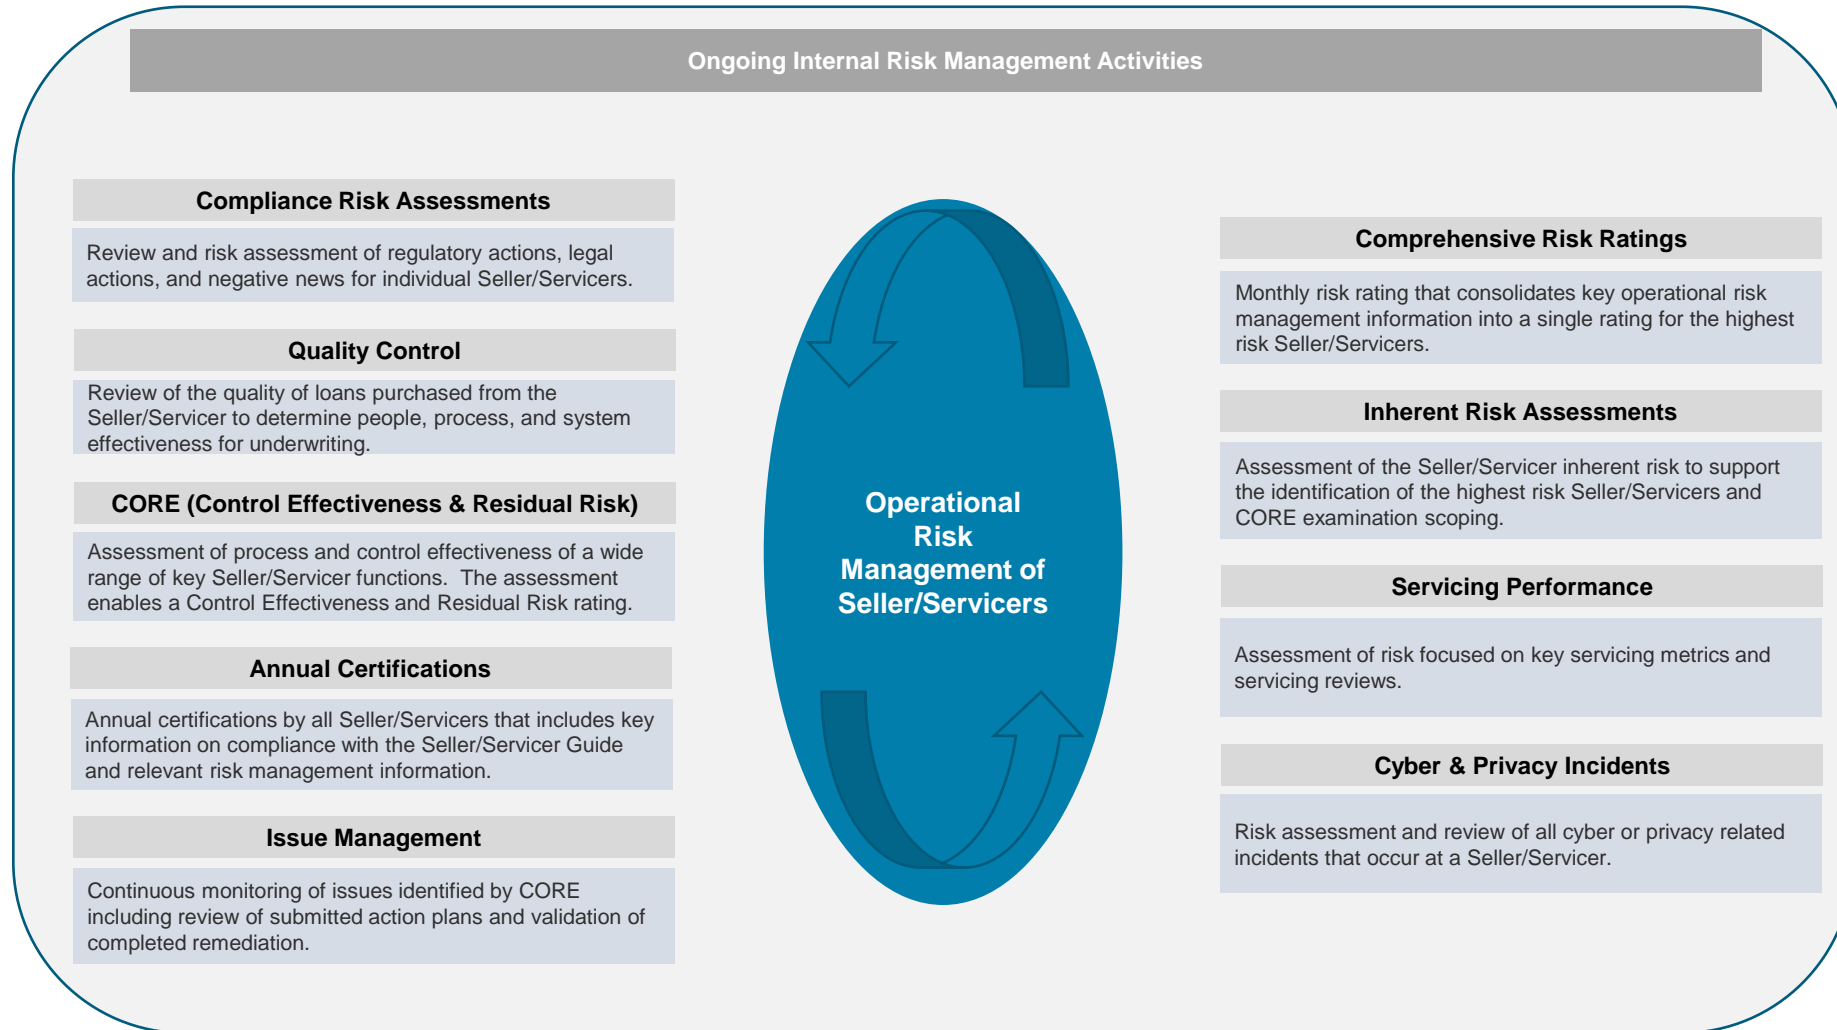 Ongoing Internal Risk Management Activities
Compliance Risk Assessments
Review and risk assessment of regulatory actions, legal
actions, and negative news for individual Seller/Servicers.
Quality Control
Review of the quality of loans purchased from the
Seller/Servicer to determine people, process, and system
effectiveness for underwriting.
CORE (Control Effectiveness & Residual Risk)
Assessment of process and control effectiveness of a wide
range of key Seller/Servicer functions.  The assessment
enables a Control Effectiveness and Residual Risk rating.
Annual Certifications
Annual certifications by all Seller/Servicers that includes key
information on compliance with the Seller/Servicer Guide
and relevant risk management information.
Issue Management
Continuous monitoring of issues identified by CORE
including review of submitted action plans and validation of
completed remediation.
Operational
Risk
Management of
Seller/Servicers
Comprehensive Risk Ratings
Monthly risk rating that consolidates key operational risk
management information into a single rating for the highest
risk Seller/Servicers.
Inherent Risk Assessments
Assessment of the Seller/Servicer inherent risk to support
the identification of the highest risk Seller/Servicers and
CORE examination scoping.
Servicing Performance
Assessment of risk focused on key servicing metrics and
servicing reviews.
Cyber & Privacy Incidents
Risk assessment and review of all cyber or privacy related
incidents that occur at a Seller/Servicer.